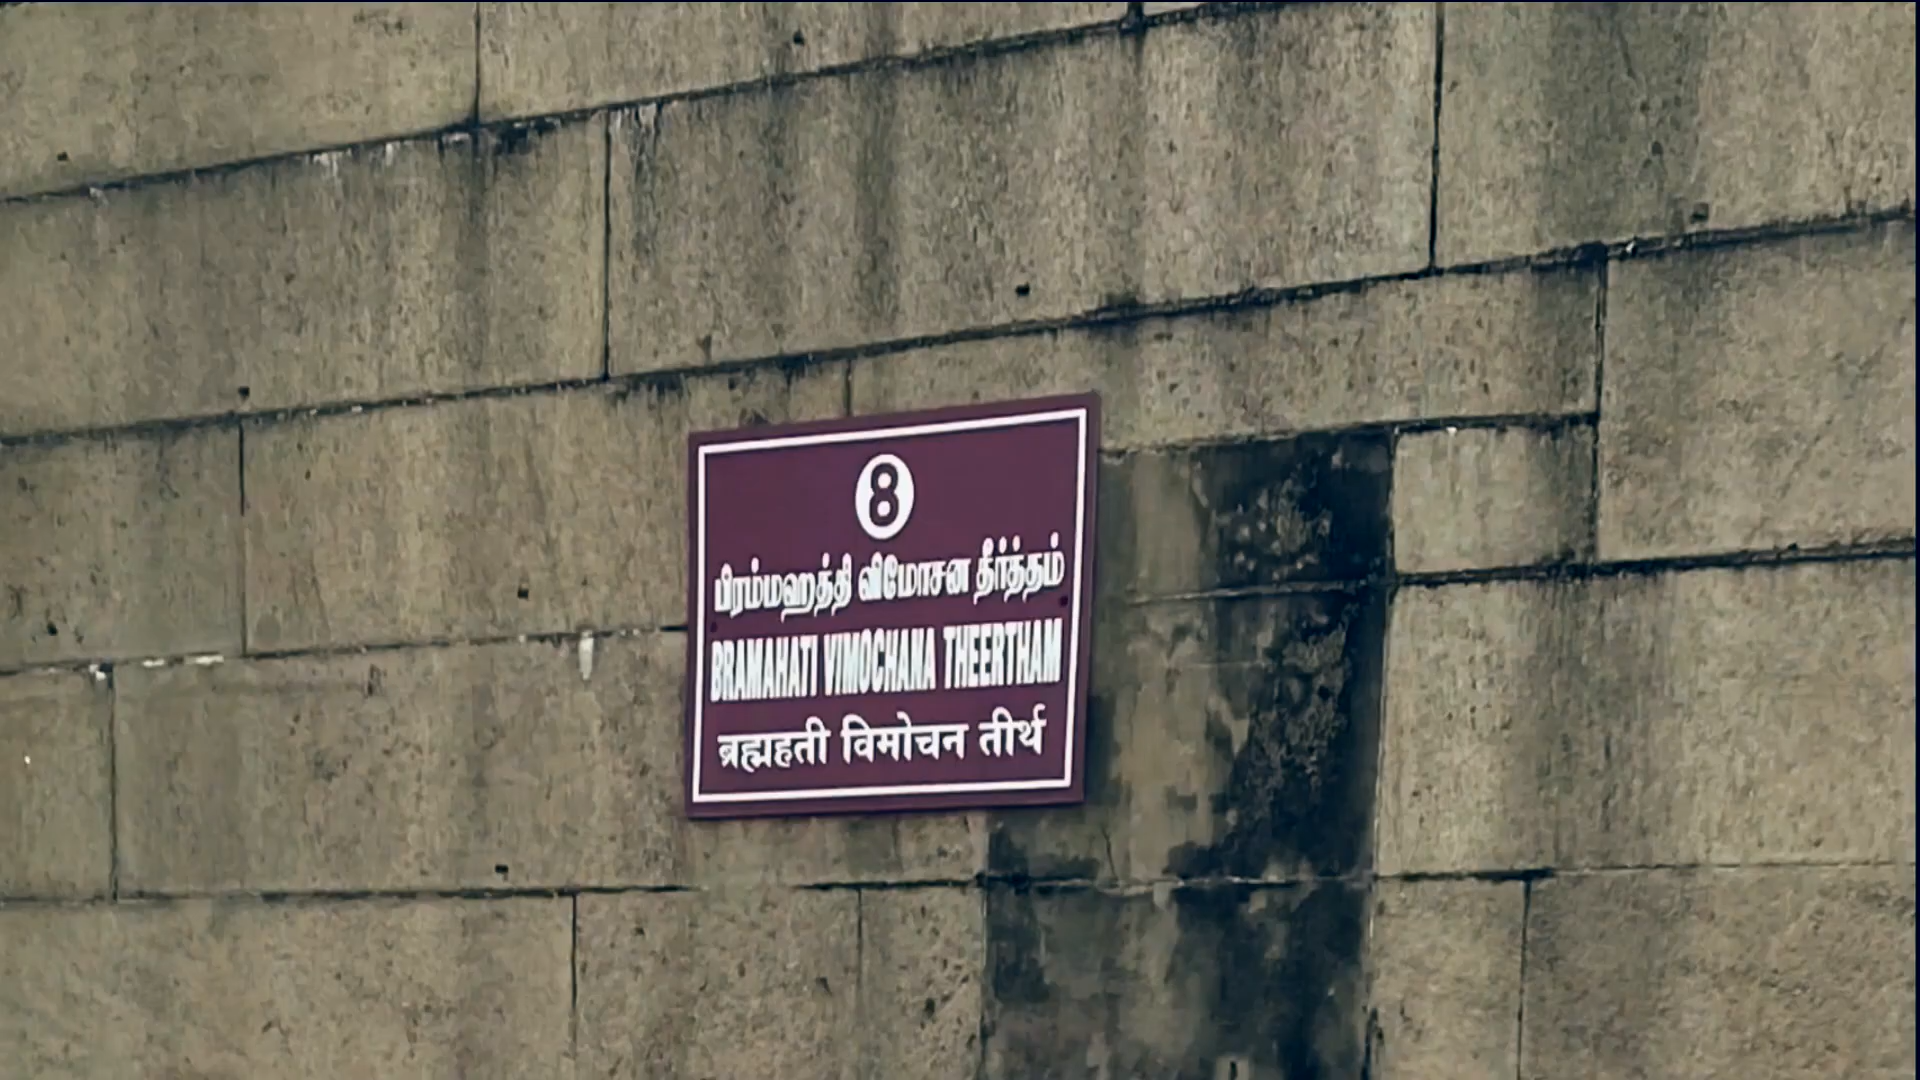 8
பிரம்மஹத்தி விமோசன தீர்த்தம்
BRAMAHATI VIMOCHANA THEERTHAM
ब्रह्महती विमोचन तीर्थ